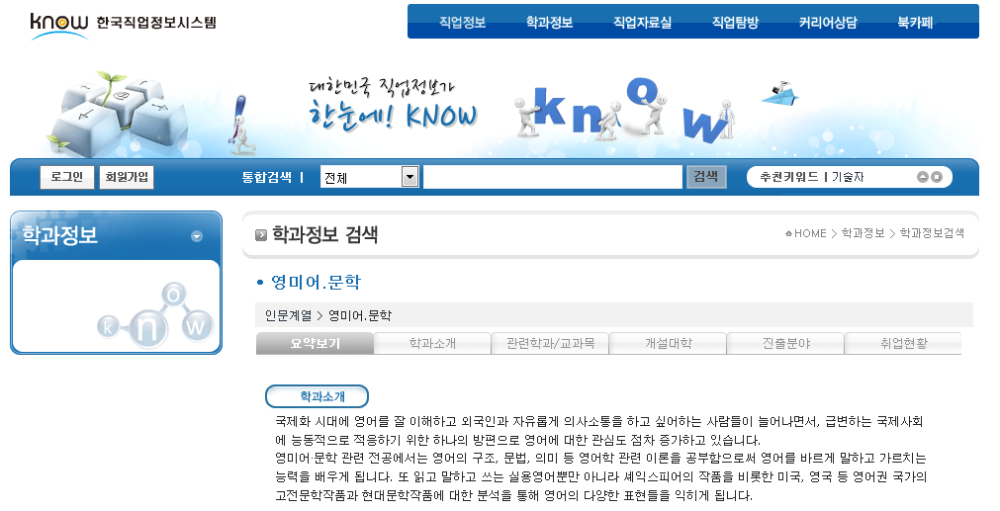 know 한국직업정보시스템
직업정보 학과정보 직업자료실 직업탐방 커리어상담 북카페
대한민국 직업정보가
한눈에! KNOW
know
로그인 회원가입 통합검색 | 전체 검색 추천키워드 | 기술자
학과정보
학과정보 검색
HOME > 학과정보 > 학과정보검색
• 영미어.문학
인문계열 > 영미어.문학
요약보기 학과소개 관련학과/교과목 개설대학 진출분야 취업현황
know
학과소개
국제화 시대에 영어를 잘 이해하고 외국인과 자유롭게 의사소통을 하고 싶어하는 사람들이 늘어나면서, 급변하는 국제사회
에 능동적으로 적응하기 위한 하나의 방편으로 영어에 대한 관심도 점차 증가하고 있습니다.
영미어·문학 관련 전공에서는 영어의 구조, 문법, 의미 등 영어학 관련 이론을 공부함으로써 영어를 바르게 말하고 가르치는
능력을 배우게 됩니다. 또 읽고 말하고 쓰는 실용영어뿐만 아니라 셰익스피어의 작품을 비롯한 미국, 영국 등 영어권 국가의
고전문학작품과 현대문학작품에 대한 분석을 통해 영어의 다양한 표현들을 익히게 됩니다.